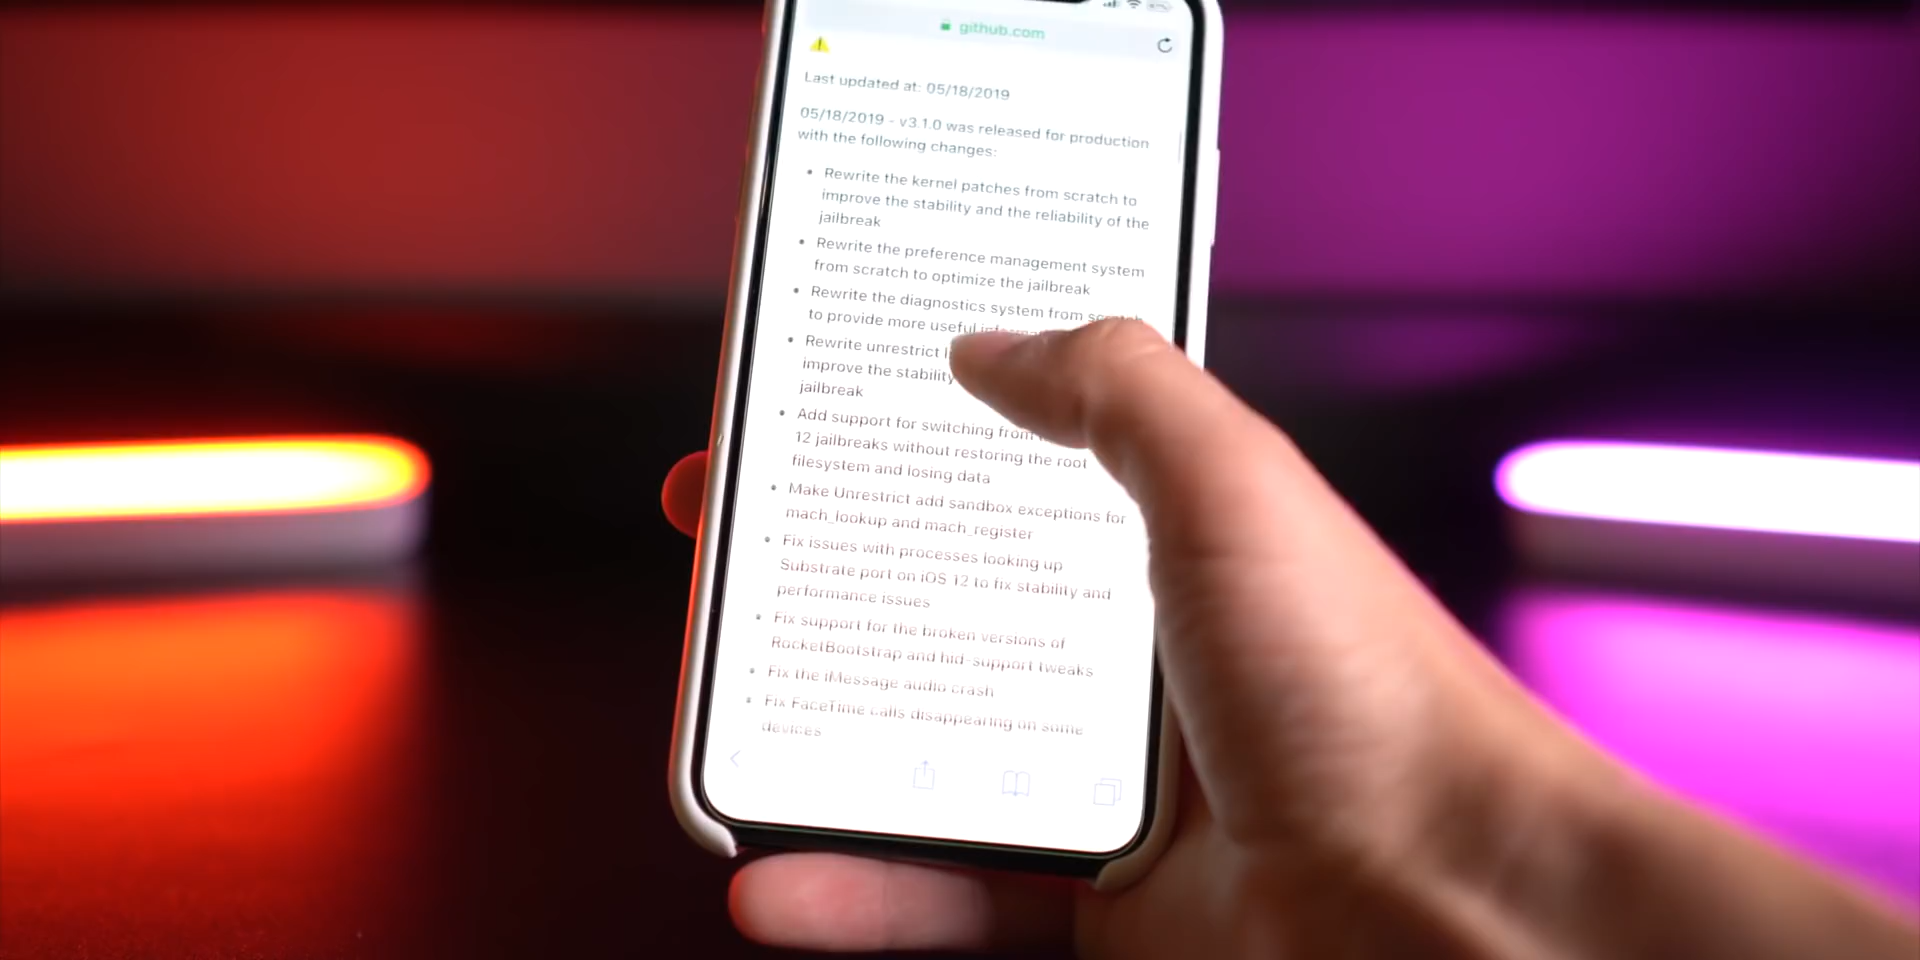 github.com
Last updated at: 05/18/2019
05/18/2019 - v3.1.0 was released for production
with the following changes:
• Rewrite the kernel patches from scratch to
improve the stability and the reliability of the
jailbreak
• Rewrite the preference management system
from scratch to optimize the jailbreak
• Rewrite the diagnostics system from scratch
to provide more useful
• Rewrite unrestrict
improve the stability
jailbreak
• Add support for switching from
12 jailbreaks without restoring the root
filesystem and losing data
• Make Unrestrict add sandbox exceptions for
mach_lookup and mach_register
• Fix issues with processes looking up
Substrate port on iOS 12 to fix stability and
performance issues
• Fix support for the broken versions of
RocketBootstrap and hid-support tweaks
• Fix the iMessage audio crash
• Fix FaceTime calls disappearing on some
devices